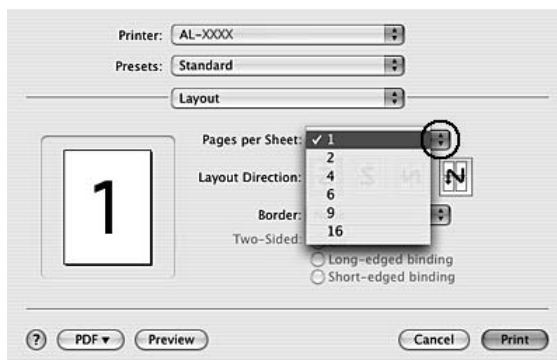 Printer: AL-XXXX
Presets: Standard
Layout
Pages per Sheet: ✓ 1
2
4
Layout Direction:
6
Border: 9
16
Two-Sided:
Long-edged binding
Short-edged binding
1
? PDF▼ Preview Cancel Print